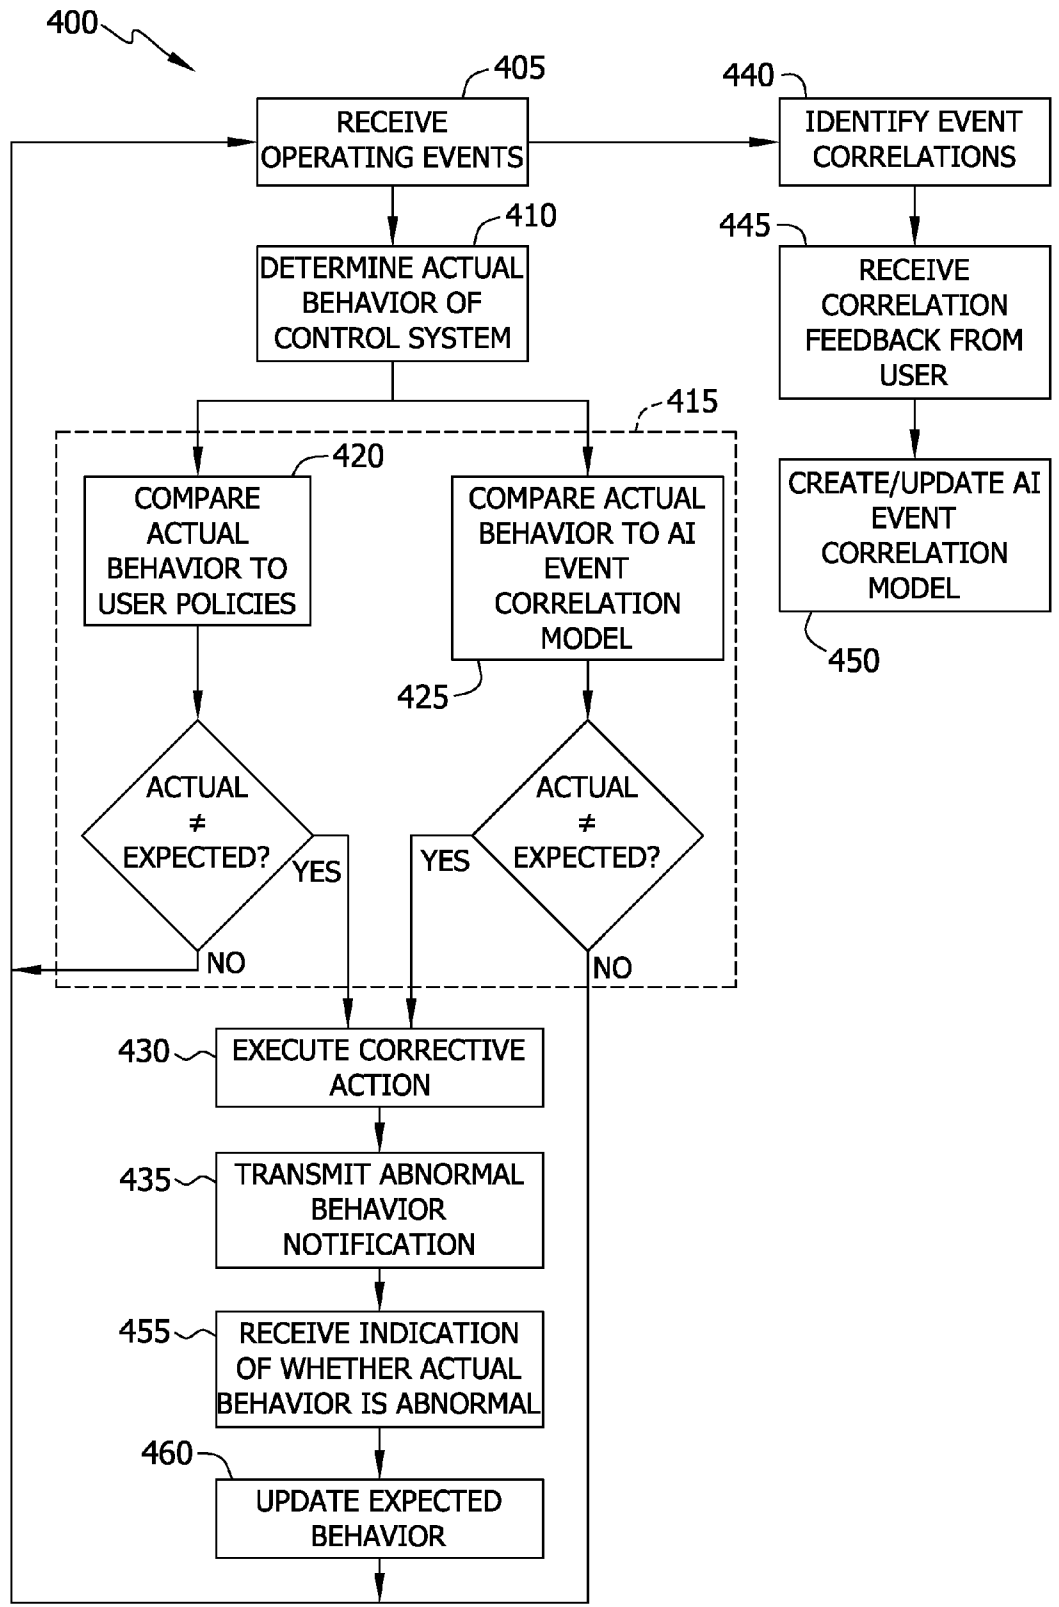 400
405
RECEIVE
OPERATING EVENTS
440
IDENTIFY EVENT
CORRELATIONS
410
DETERMINE ACTUAL
BEHAVIOR OF
CONTROL SYSTEM
445
RECEIVE
CORRELATION
FEEDBACK FROM
USER
415
420
COMPARE
ACTUAL
BEHAVIOR TO
USER POLICIES
COMPARE ACTUAL
BEHAVIOR TO AI
EVENT
CORRELATION
MODEL
425
CREATE/UPDATE AI
EVENT
CORRELATION
MODEL
450
ACTUAL
≠
EXPECTED?
YES
NO
ACTUAL
≠
EXPECTED?
YES
NO
430
EXECUTE CORRECTIVE
ACTION
435
TRANSMIT ABNORMAL
BEHAVIOR
NOTIFICATION
455
RECEIVE INDICATION
OF WHETHER ACTUAL
BEHAVIOR IS ABNORMAL
460
UPDATE EXPECTED
BEHAVIOR